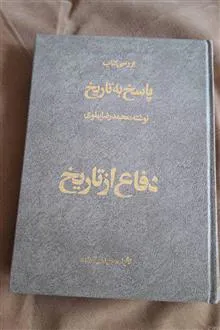 بررسی کتاب
پاسخ به تاریخ
نوشته محمدرضا پهلوی
دفاع از تاریخ